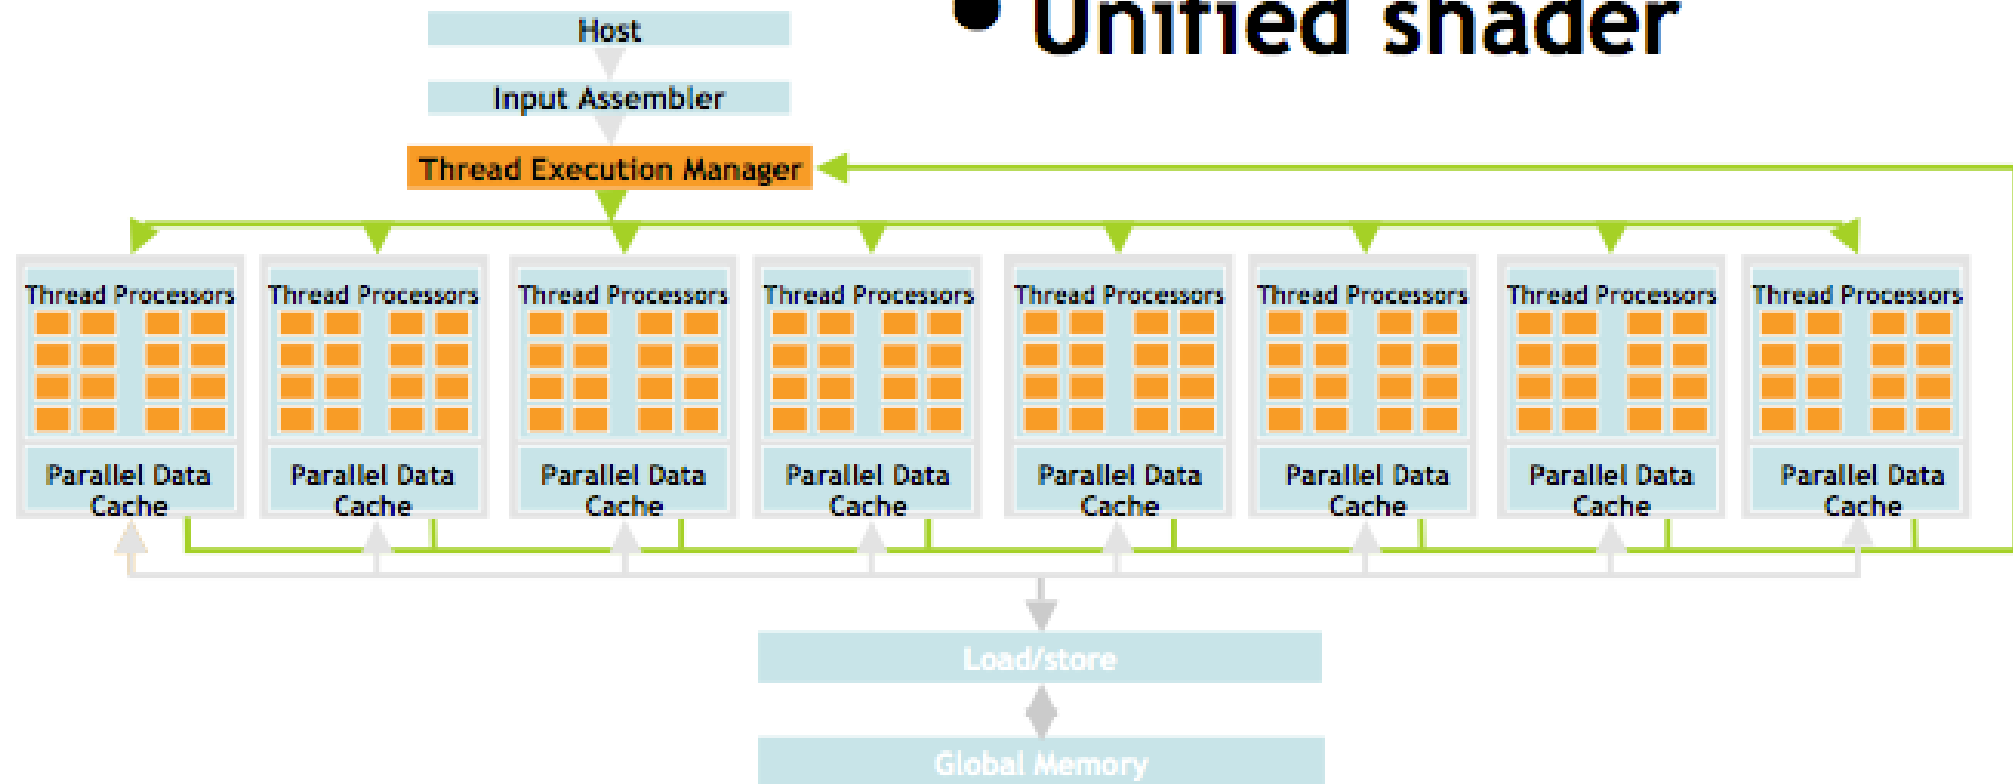 • Unified shader
Host
Input Assembler
Thread Execution Manager
Thread Processors
Thread Processors
Thread Processors
Thread Processors
Thread Processors
Thread Processors
Thread Processors
Thread Processors
Parallel Data
Cache
Parallel Data
Cache
Parallel Data
Cache
Parallel Data
Cache
Parallel Data
Cache
Parallel Data
Cache
Parallel Data
Cache
Parallel Data
Cache
Load/store
Global Memory